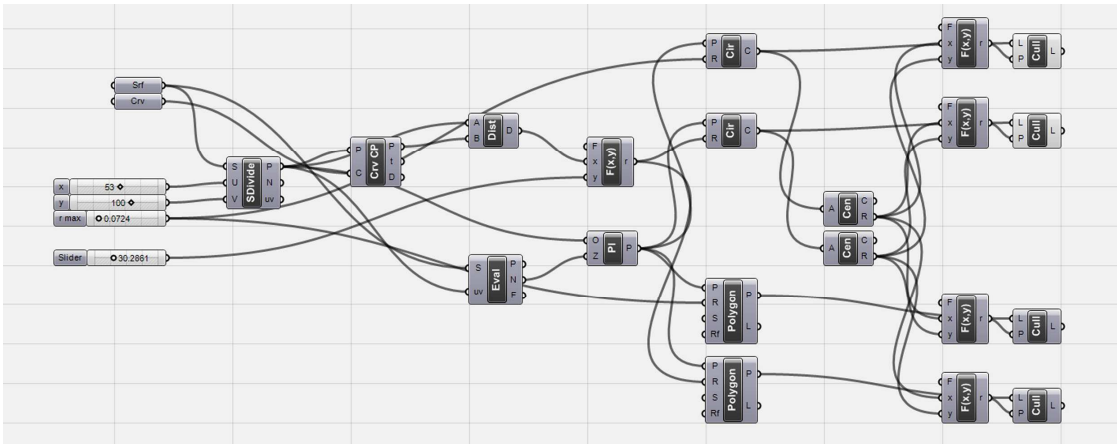 Srf
Crv
x 53
y 100
r max 0.0724
Slider 30.2861
S U V SDivide P N uv
P C Crv CP P t D
A B Dist D
S uv Eval P N F
F x y F(x,y) r
O Z Pl P
P R Cir C
P R Cir C
P R S Rf Polygon P L
P R S Rf Polygon P L
A Cen C R
A Cen C R
F x y F(x,y) r
L P Cull L
F x y F(x,y) r
L P Cull L
F x y F(x,y) r
L P Cull L
F x y F(x,y) r
L P Cull L